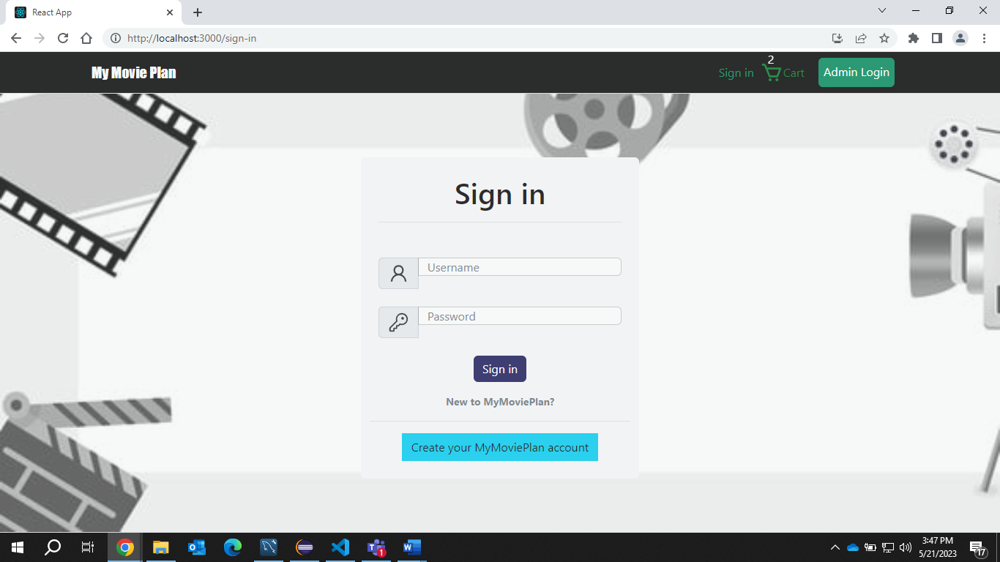 React App
http://localhost:3000/sign-in
My Movie Plan
Sign in
2
Cart
Admin Login
Sign in
Username
Password
Sign in
New to MyMoviePlan?
Create your MyMoviePlan account
1
3:47 PM
5/21/2023
17